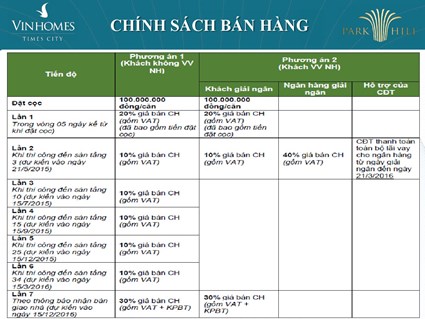 VINHOMES
TIMES CITY
CHÍNH SÁCH BÁN HÀNG
PARK HILL
Tiến độ
Phương án 1
(Khách không VV
NH)
Phương án 2
(Khách VV NH)
Khách giải ngân
Ngân hàng giải
ngân
Hỗ trợ của
CĐT
Đặt cọc
100.000.000
đồng/căn
100.000.000
đồng/căn
Lần 1
Trong vòng 05 ngày kể từ
khi đặt cọc)
20% giá bán CH
(gồm VAT)
(đã bao gồm tiền đặt
cọc)
20% giá bán CH
(gồm VAT)
(đã bao gồm tiền đặt
cọc)
Lần 2
Khi thi công đến sàn tầng
3 (dự kiến vào ngày
21/5/2015)
10% giá bán CH
(gồm VAT)
10% giá bán CH
(gồm VAT)
40% giá bán CH
(gồm VAT)
CĐT thanh toán
toàn bộ lãi vay
cho ngân hàng
từ ngày giải
ngân đến ngày
21/3/2016
Lần 3
Khi thi công đến sàn tầng
10 (dự kiến vào ngày
15/7/2015)
10% giá bán CH
(gồm VAT)
Lần 4
Khi thi công đến sàn tầng
15 (dự kiến vào ngày
15/9/2015)
10% giá bán CH
(gồm VAT)
Lần 5
Khi thi công đến sàn tầng
25 (dự kiến vào ngày
15/12/2015)
10% giá bán CH
(gồm VAT)
Lần 6
Khi thi công đến sàn tầng
34 (dự kiến vào ngày
15/3/2016)
10% giá bán CH
(gồm VAT)
Lần 7
Theo thông báo nhận bàn
giao nhà (dự kiến vào
ngày 15/12/2016)
30% giá bán CH
(gồm VAT + KPBT)
30% giá bán CH
(gồm VAT +
KPBT)